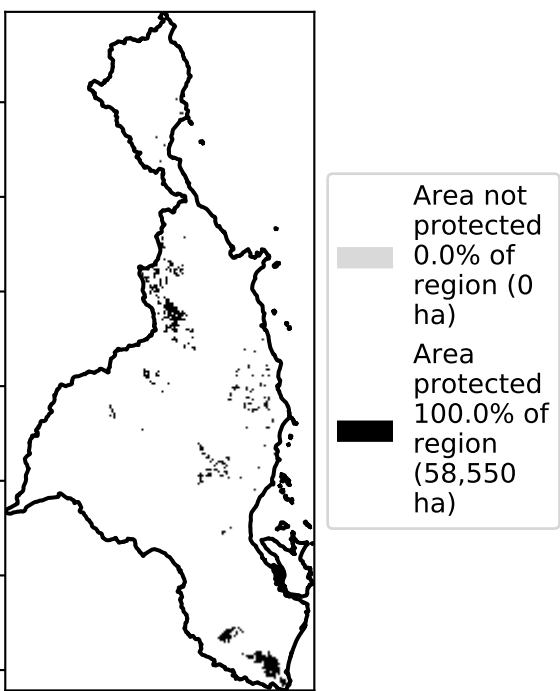 Area not
protected
0.0% of
region (0
ha)
Area
protected
100.0% of
region
(58,550
ha)